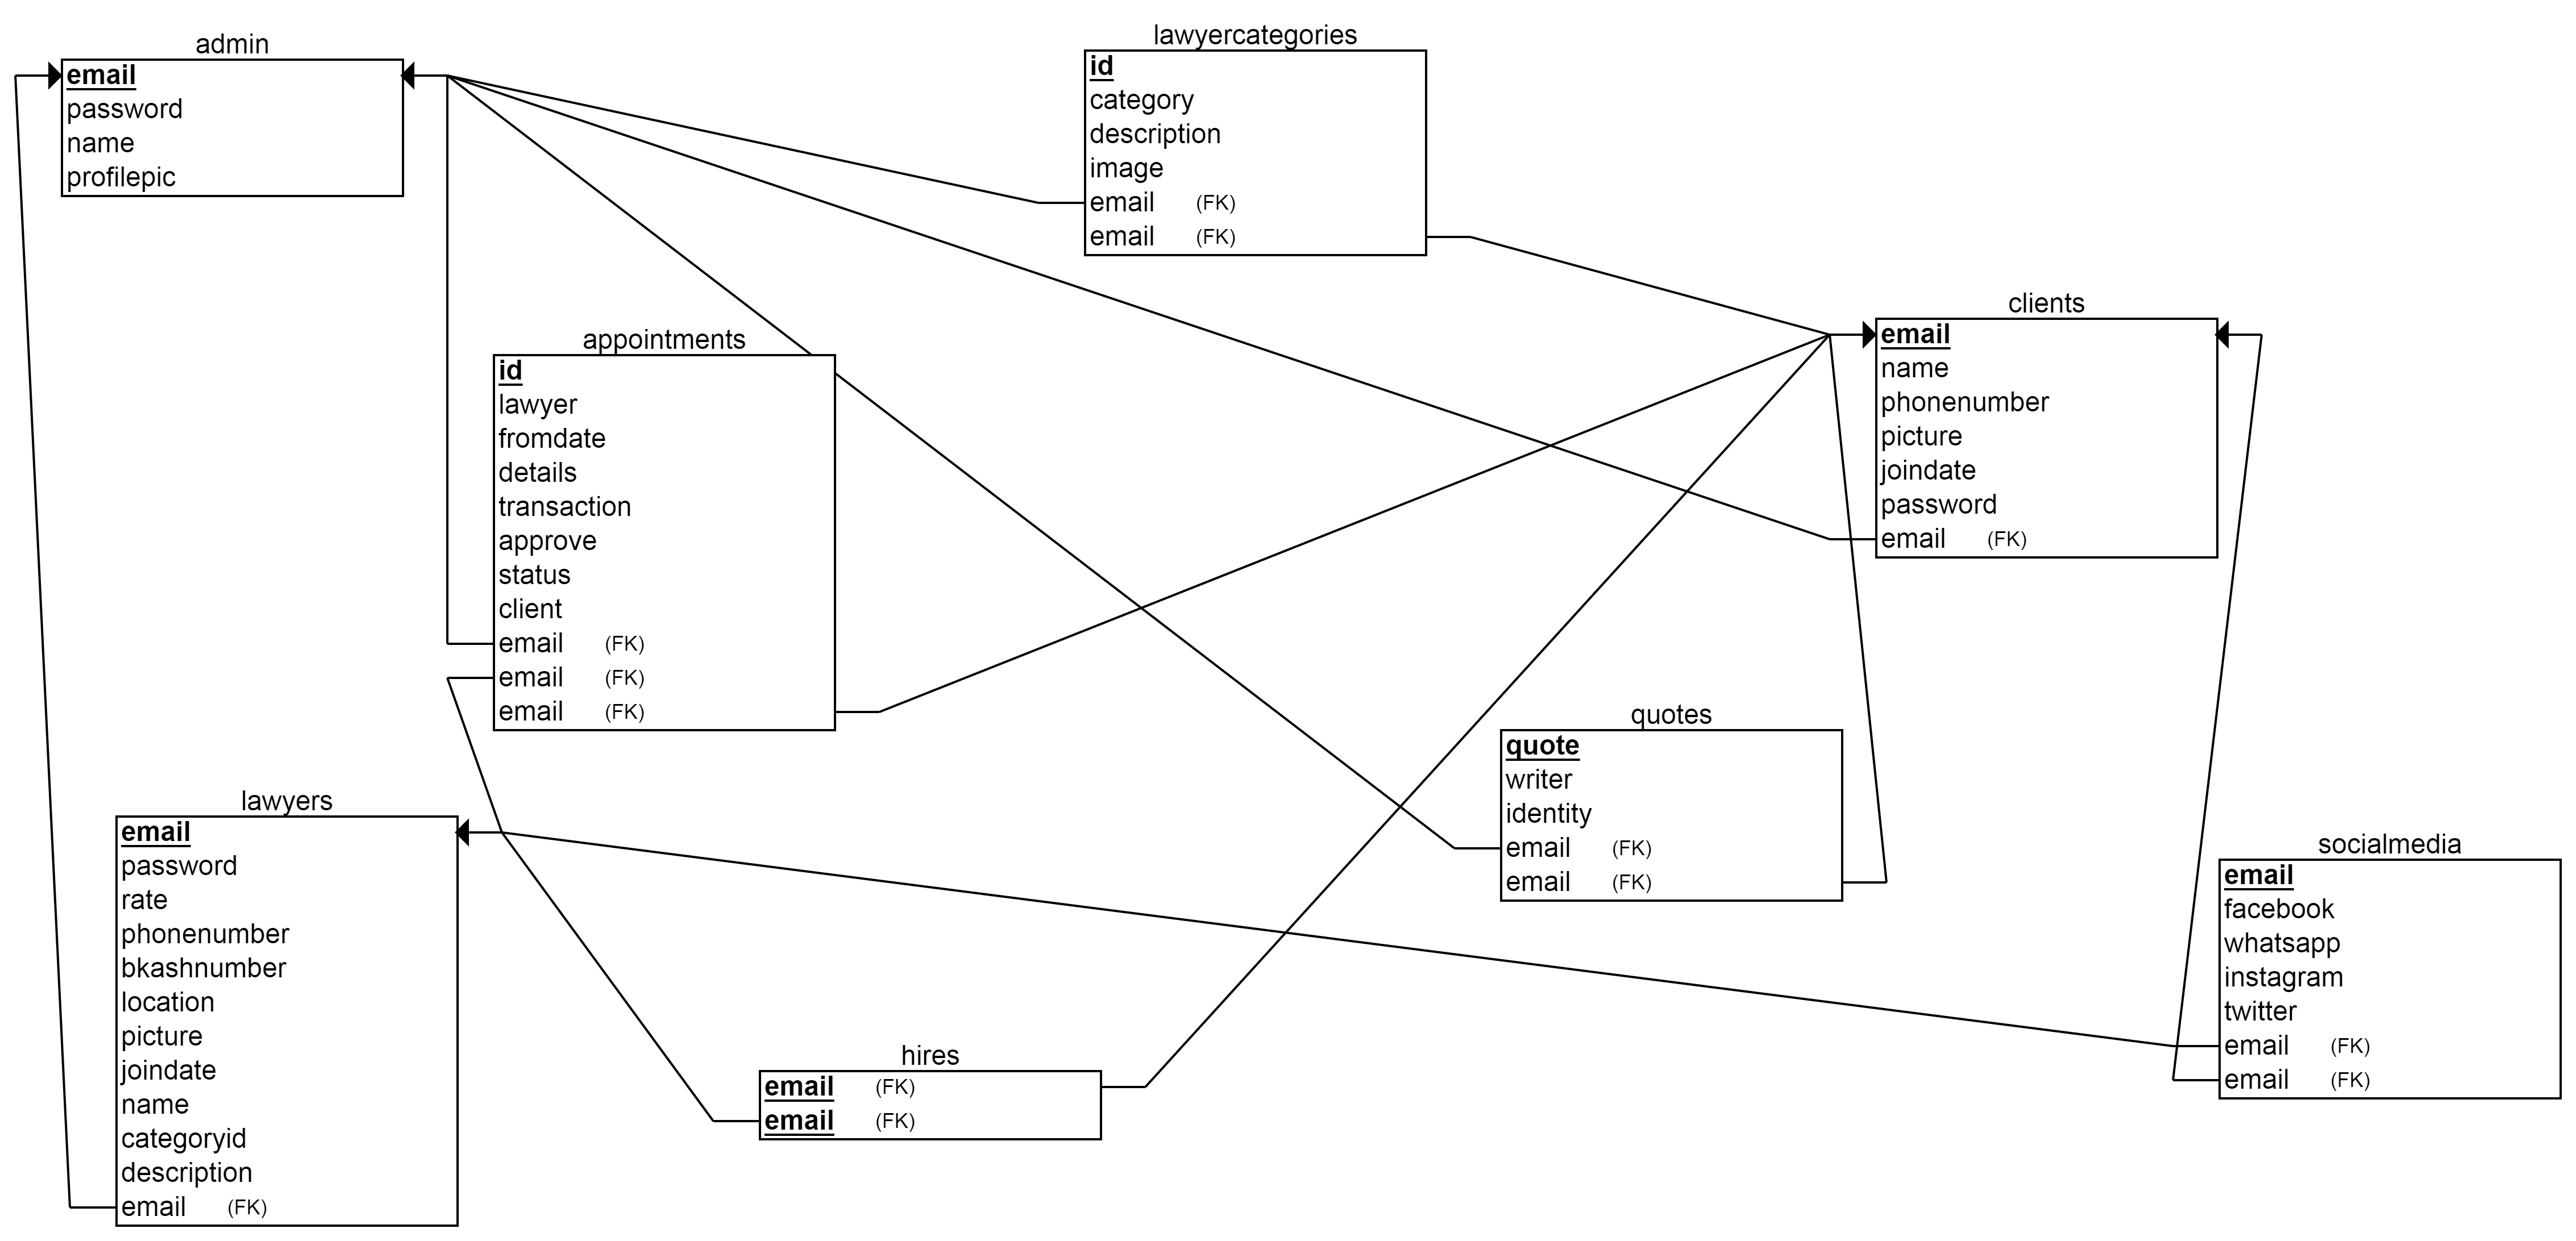 admin
email
password
name
profilepic
lawyercategories
id
category
description
image
email (FK)
email (FK)
clients
email
name
phonenumber
picture
joindate
password
email (FK)
appointments
id
lawyer
fromdate
details
transaction
approve
status
client
email (FK)
email (FK)
email (FK)
quotes
quote
writer
identity
email (FK)
email (FK)
lawyers
email
password
rate
phonenumber
bkashnumber
location
picture
joindate
name
categoryid
description
email (FK)
socialmedia
email
facebook
whatsapp
instagram
twitter
email (FK)
email (FK)
hires
email (FK)
email (FK)